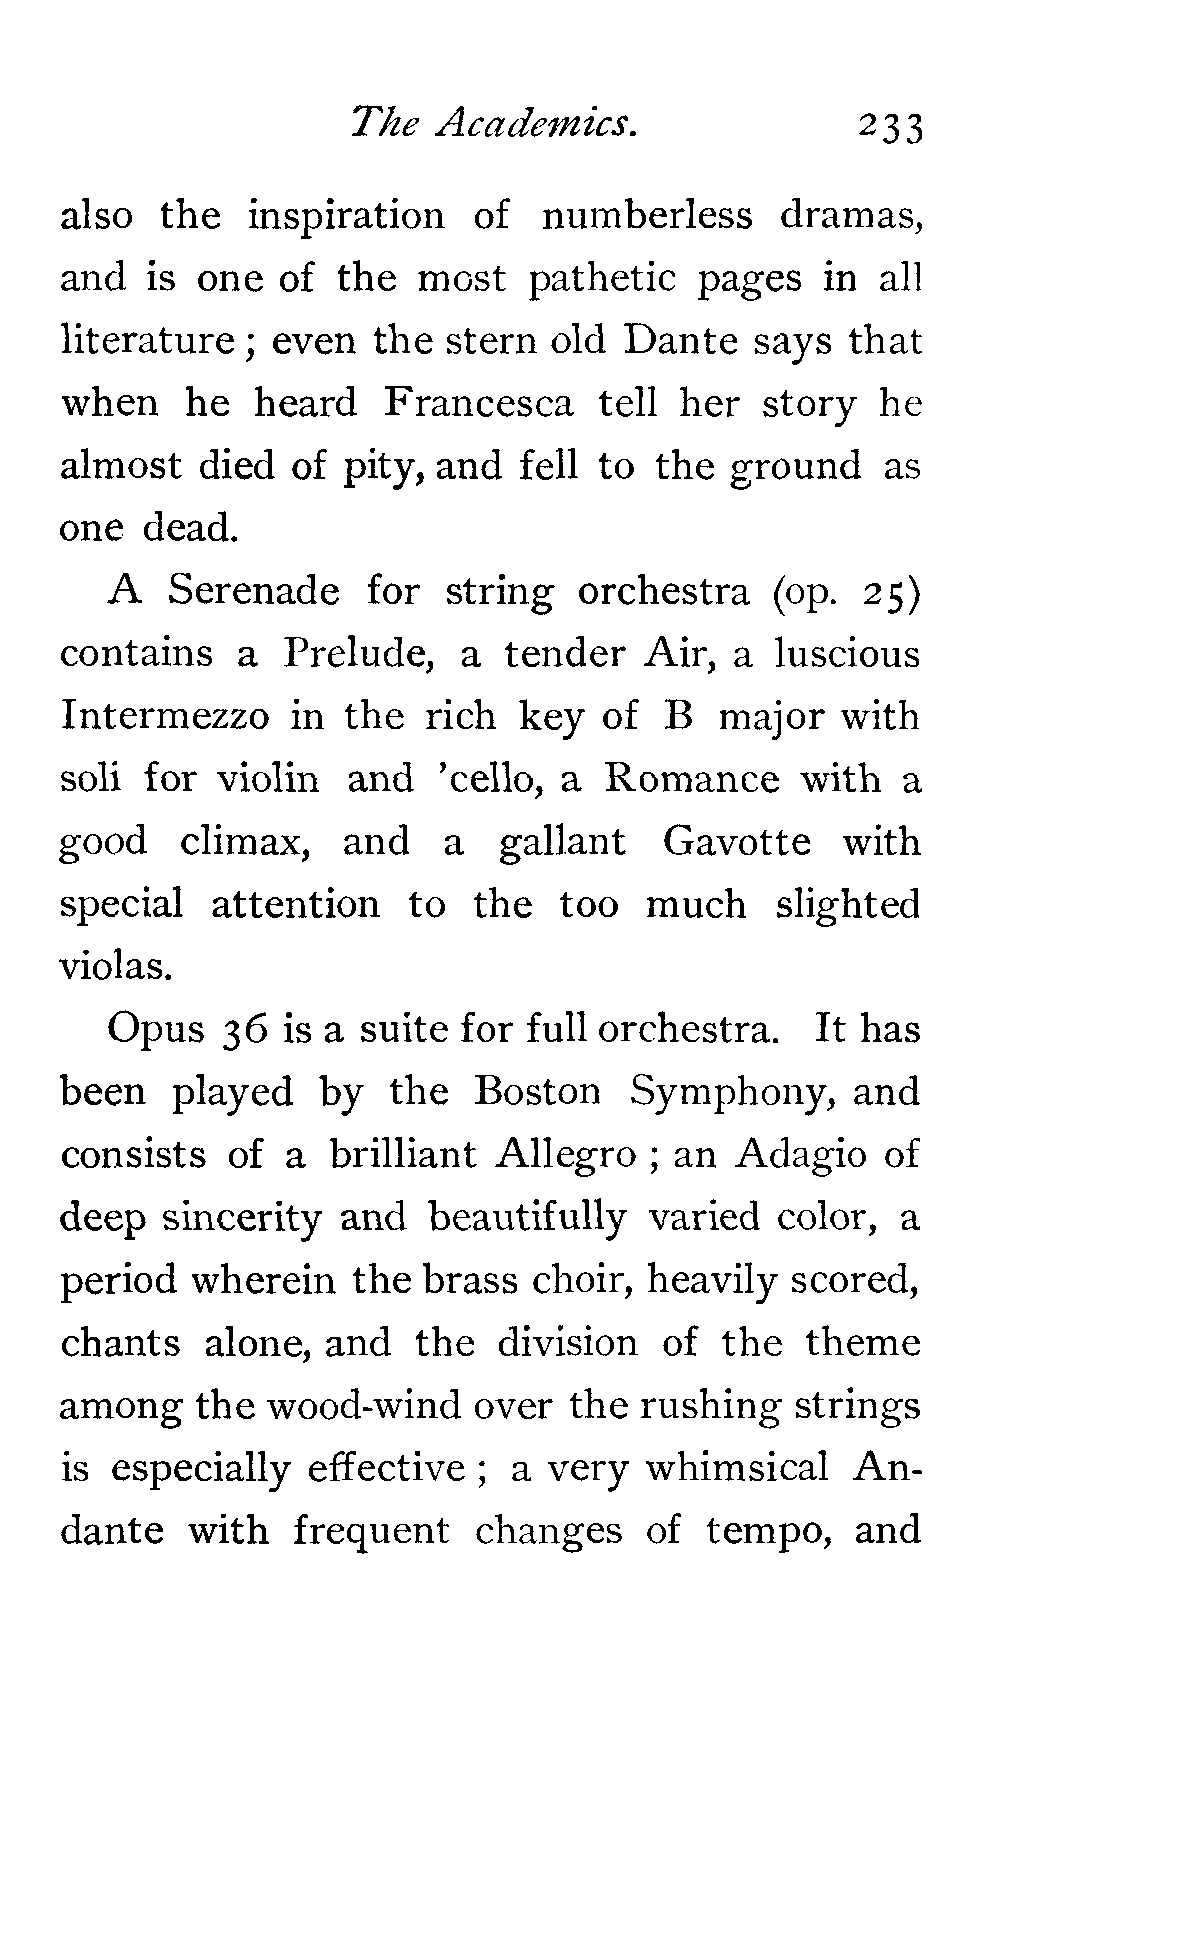 The Academics. 233
also the inspiration of numberless dramas,
and is one of the most pathetic pages in all
literature ; even the stern old Dante says that
when he heard Francesca tell her story he
almost died of pity, and fell to the ground as
one dead.
A Serenade for string orchestra (op. 25)
contains a Prelude, a tender Air, a luscious
Intermezzo in the rich key of B major with
soli for violin and 'cello, a Romance with a
good climax, and a gallant Gavotte with
special attention to the too much slighted
violas.
Opus 36 is a suite for full orchestra. It has
been played by the Boston Symphony, and
consists of a brilliant Allegro ; an Adagio of
deep sincerity and beautifully varied color, a
period wherein the brass choir, heavily scored,
chants alone, and the division of the theme
among the wood-wind over the rushing strings
is especially effective ; a very whimsical An-
dante with frequent changes of tempo, and